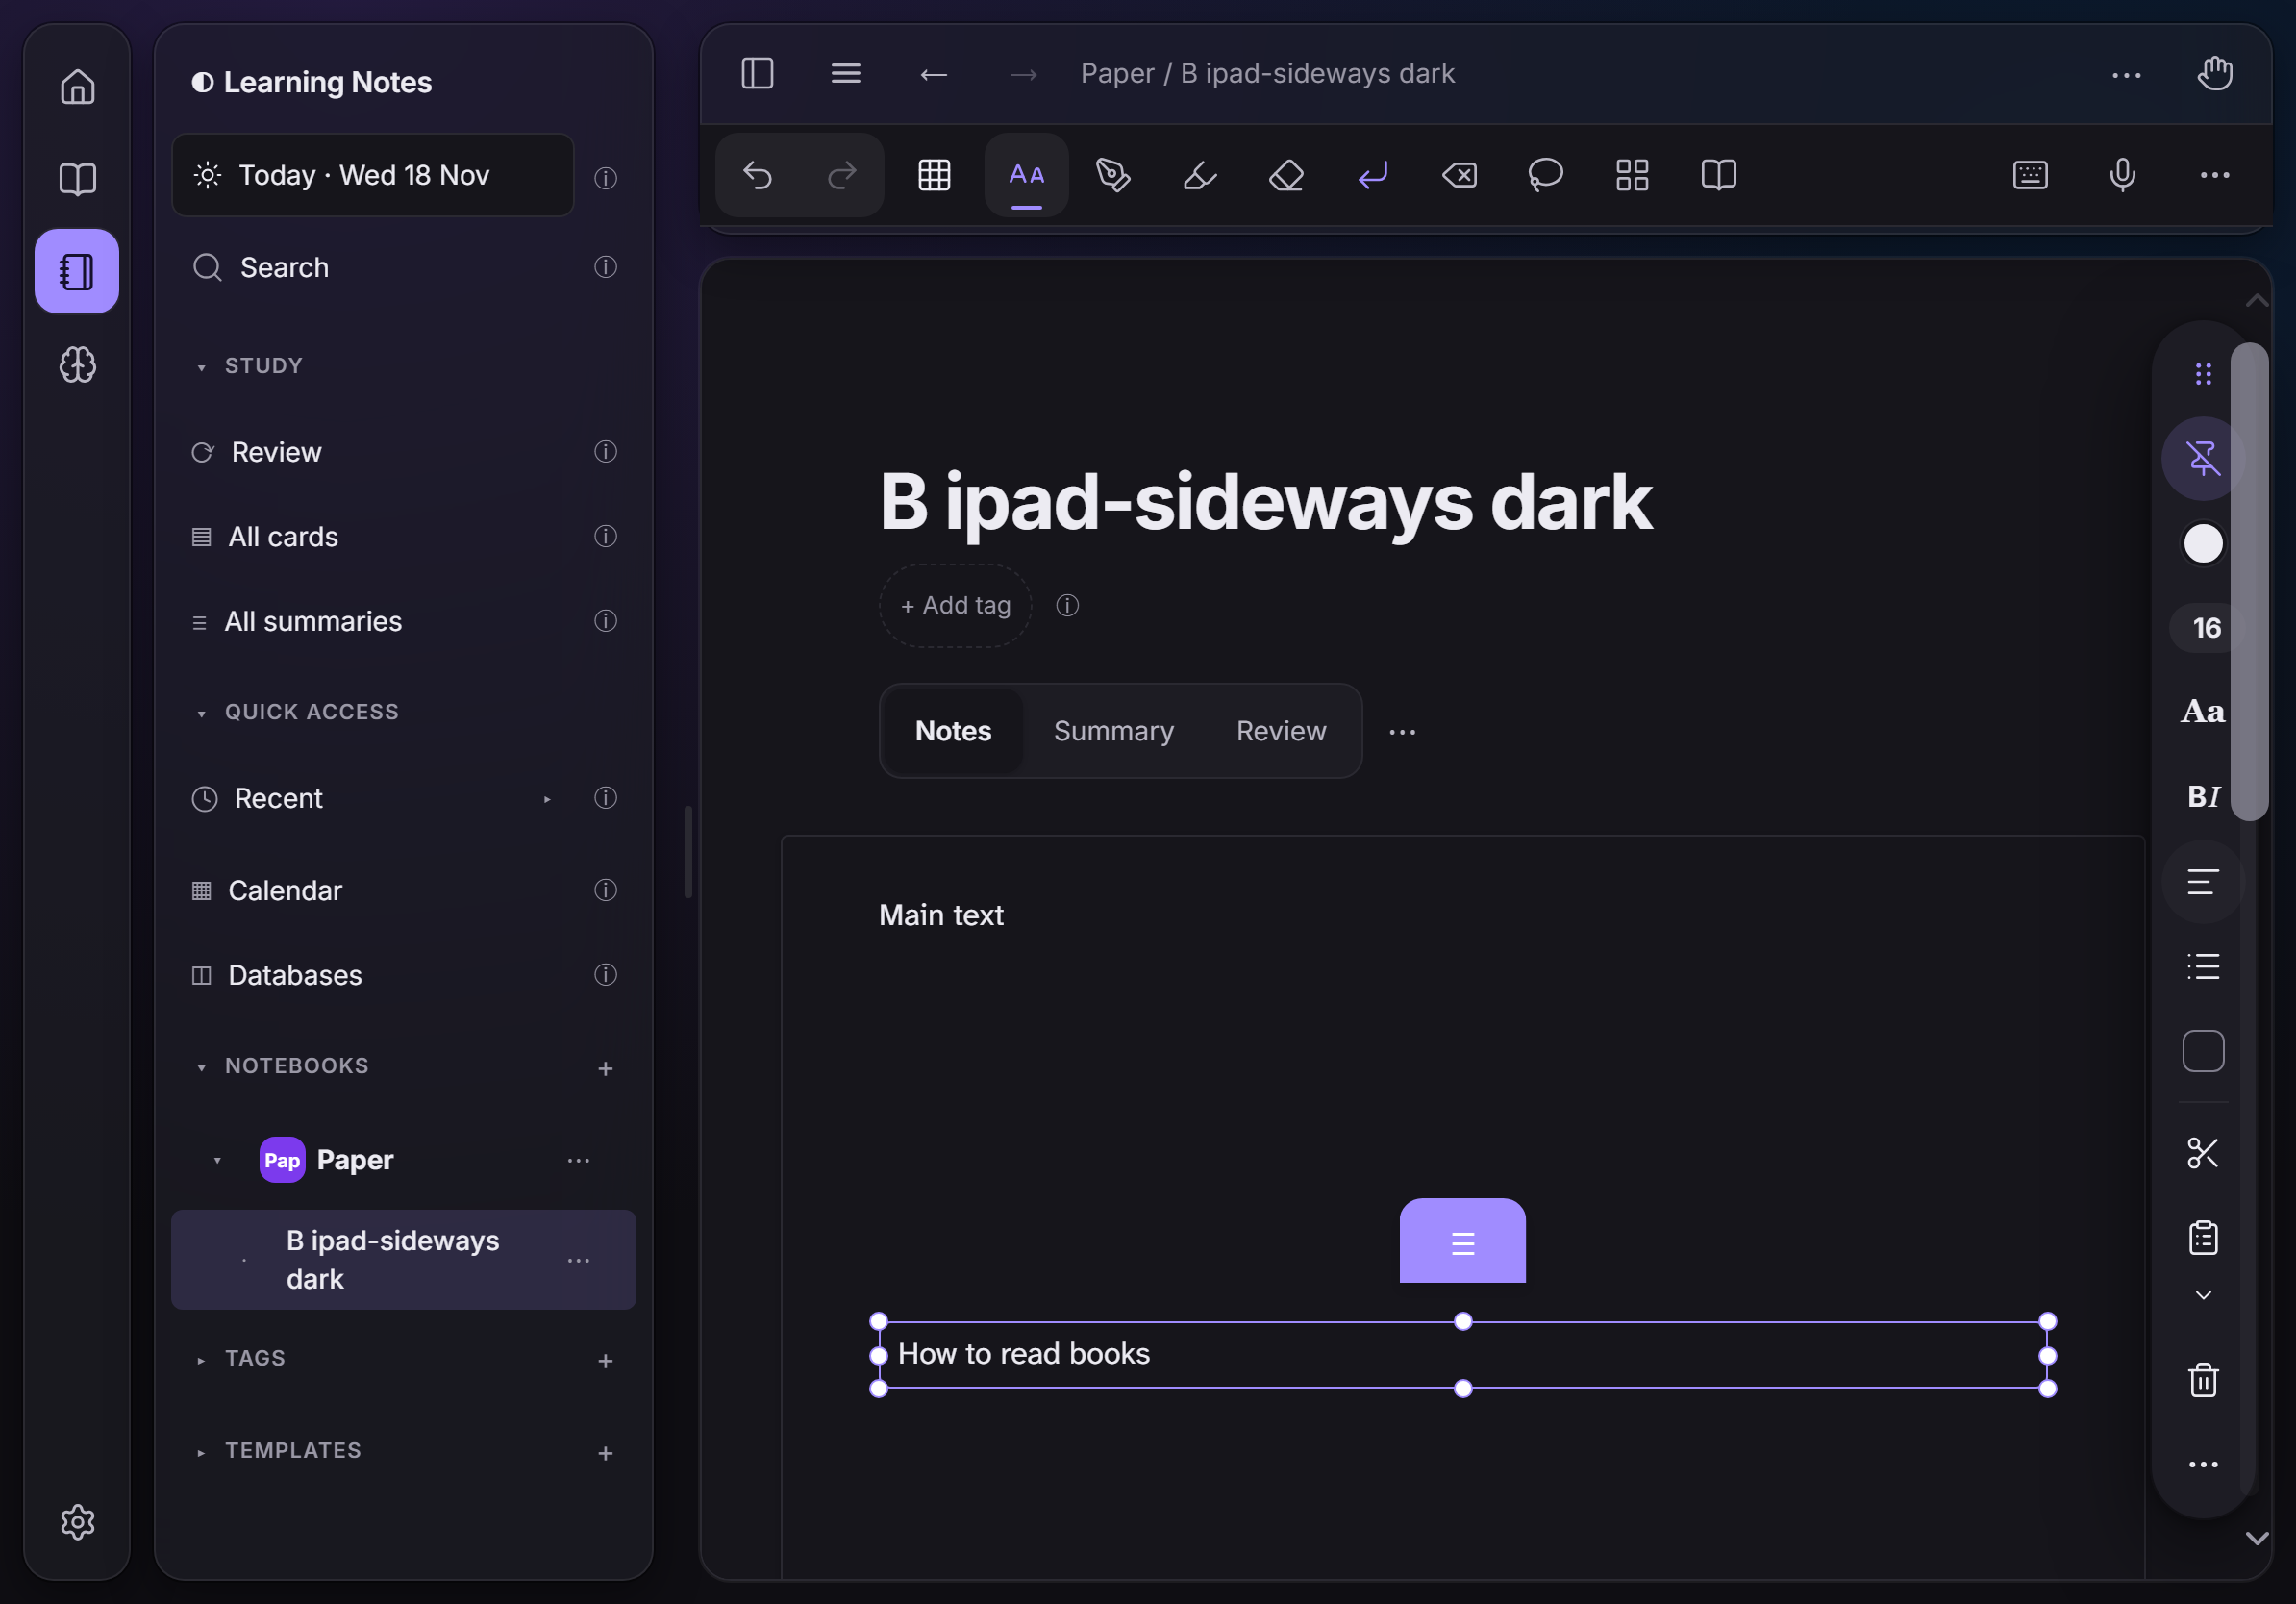 Learning Notes
Today · Wed 18 Nov
Search
STUDY
Review
All cards
All summaries
QUICK ACCESS
Recent
Calendar
Databases
NOTEBOOKS
Pap Paper
B ipad-sideways
dark
TAGS
TEMPLATES
Paper / B ipad-sideways dark
AA
B ipad-sideways dark
+ Add tag
Notes Summary Review
Main text
How to read books
16
Aa
BI